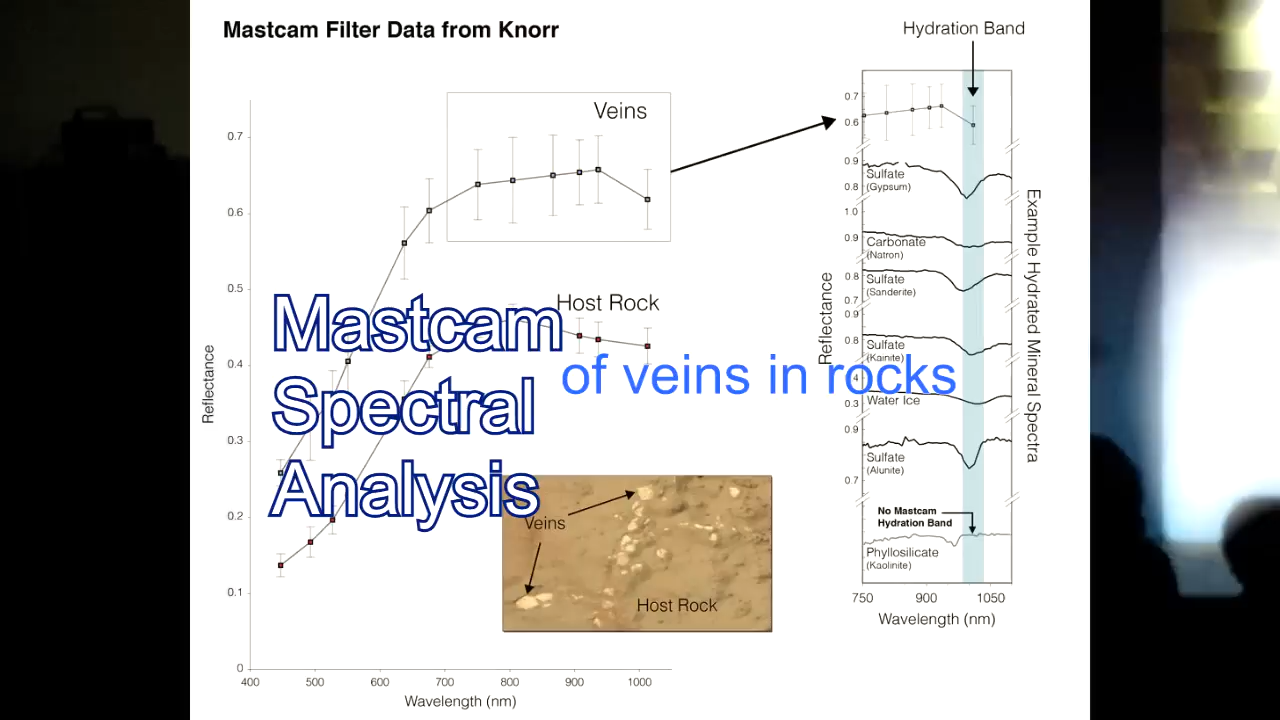 Mastcam Filter Data from Knorr
Hydration Band
Veins
Host Rock
Reflectance
0.7
0.6
0.5
0.4
0.3
0.2
0.1
0
400 500 600 700 800 900 1000
Wavelength (nm)
Mastcam
Spectral
Analysis
of veins in rocks
Veins
Host Rock
0.7
0.6
0.9
Sulfate
(Gypsum)
0.8
1.0
0.9
Carbonate
(Natron)
0.8
Sulfate
(Sanderite)
0.7
0.9
0.8
Sulfate
(Kainite)
Water Ice
0.3
0.9
Sulfate
(Alunite)
0.7
No Mastcam
Hydration Band
Phyllosilicate
(Kaolinite)
750 900 1050
Wavelength (nm)
Reflectance
Example Hydrated Mineral Spectra